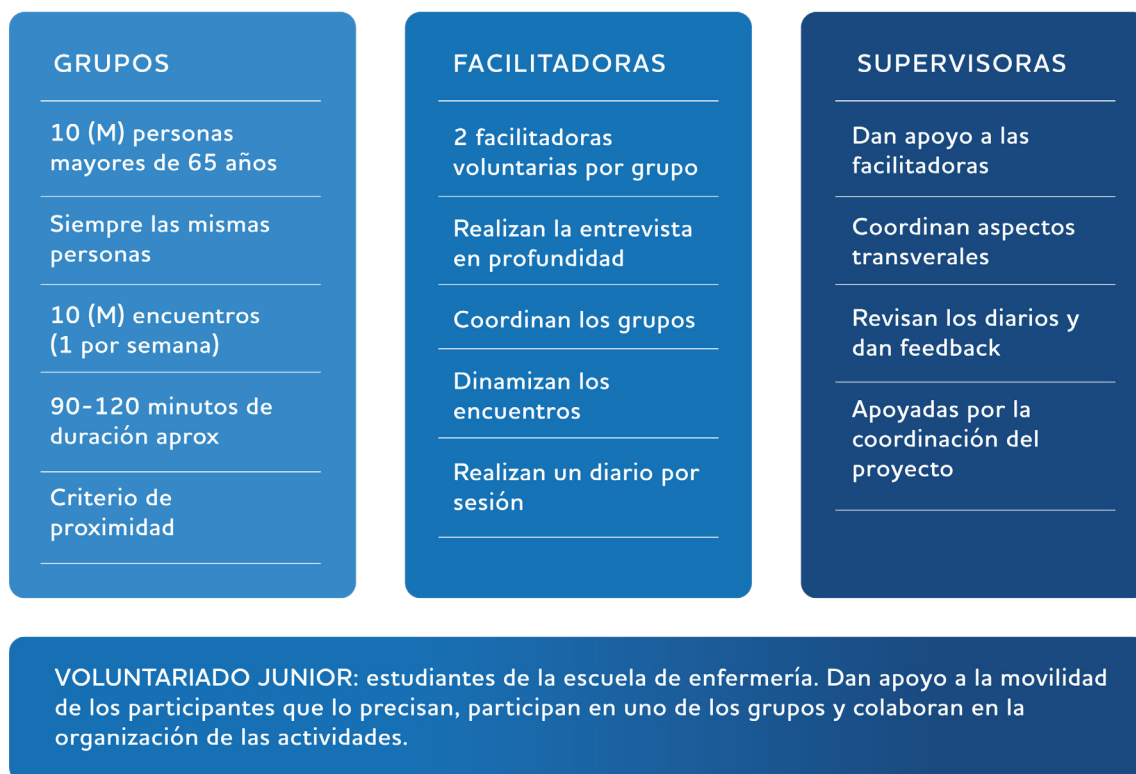 GRUPOS
10 (M) personas
mayores de 65 años
Siempre las mismas
personas
10 (M) encuentros
(1 por semana)
90-120 minutos de
duración aprox
Criterio de
proximidad
FACILITADORAS
2 facilitadoras
voluntarias por grupo
Realizan la entrevista
en profundidad
Coordinan los grupos
Dinamizan los
encuentros
Realizan un diario por
sesión
SUPERVISORAS
Dan apoyo a las
facilitadoras
Coordinan aspectos
transverales
Revisan los diarios y
dan feedback
Apoyadas por la
coordinación del
proyecto
VOLUNTARIADO JUNIOR: estudiantes de la escuela de enfermería. Dan apoyo a la movilidad
de los participantes que lo precisan, participan en uno de los grupos y colaboran en la
organización de las actividades.